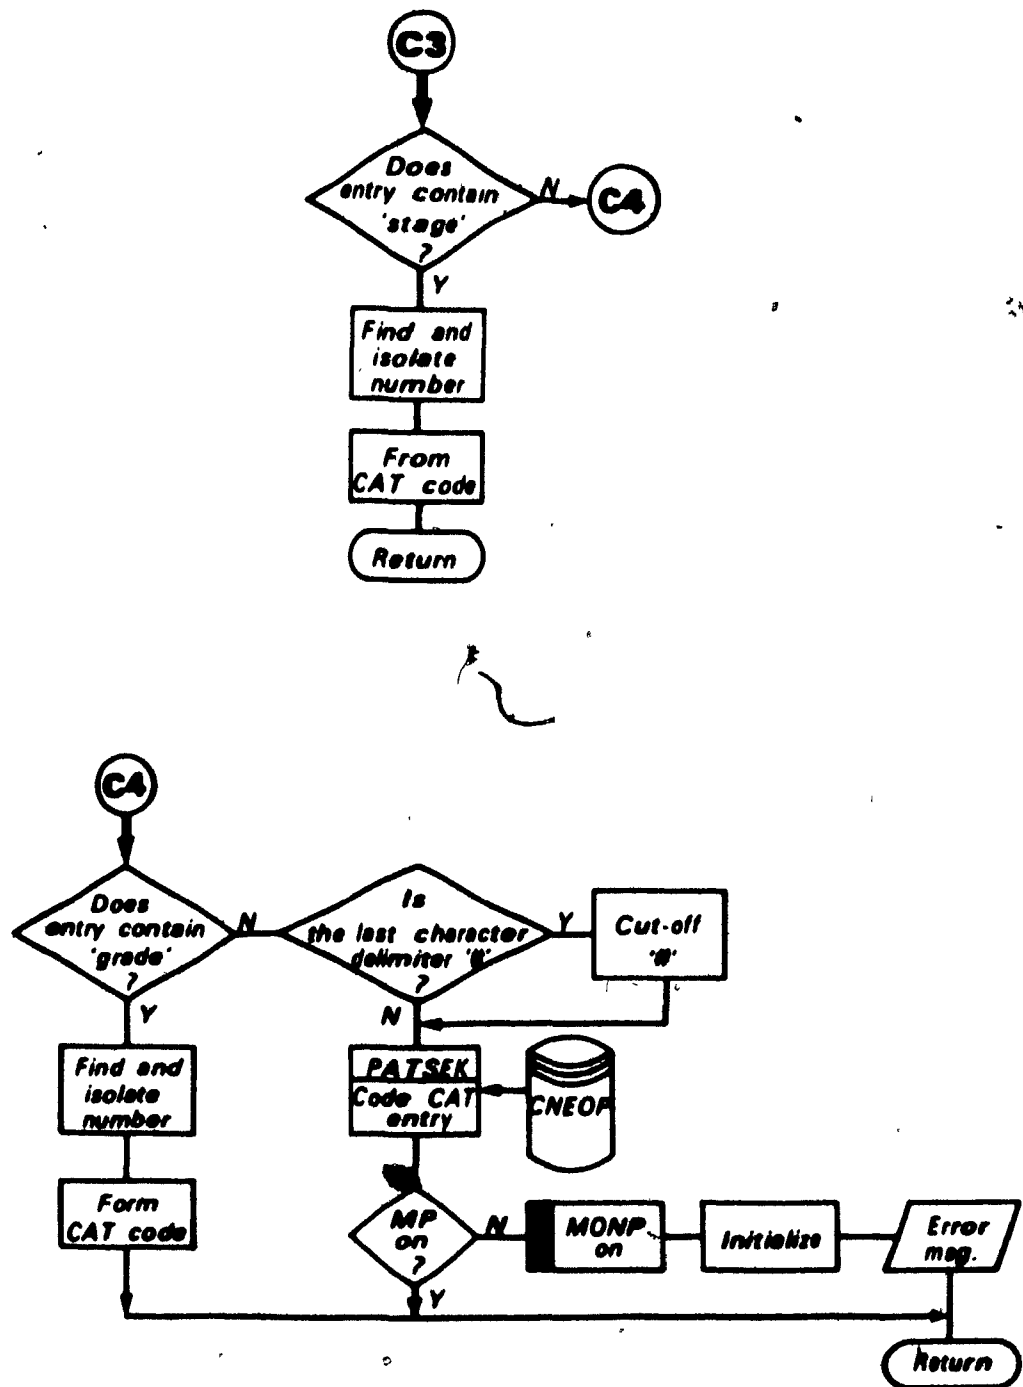 C3
Does
entry contain
'stage'
?
N
C4
Y
Find and
isolate
number
From
CAT code
Return
C4
Does
entry contain
'grade'
?
N
Is
the last character
delimiter '@'
?
Y
Cut-off
'@'
Y
N
Find and
isolate
number
PATSEK
Code CAT
entry
CNEOP
Form
CAT code
MP
on
?
N
MONP
on
Initialize
Error
msg.
Y
Return